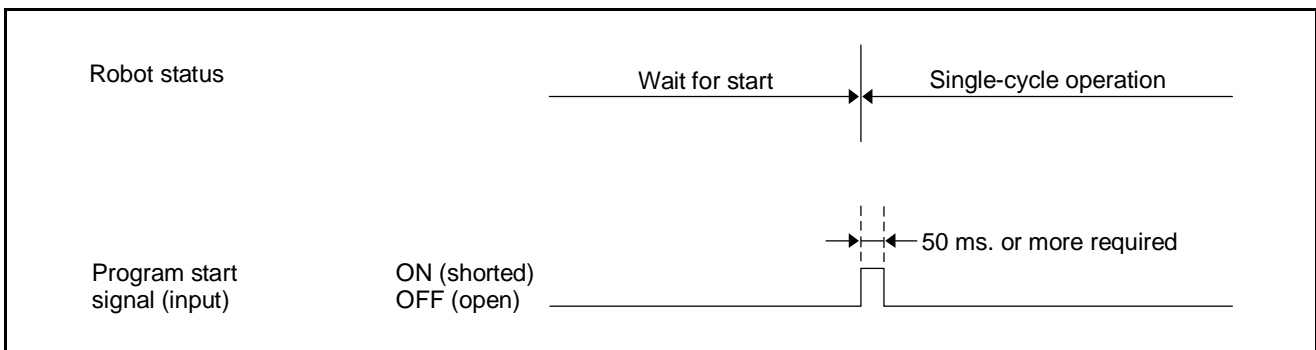 Robot status
Wait for start
Single-cycle operation
50 ms. or more required
Program start
signal (input)
ON (shorted)
OFF (open)